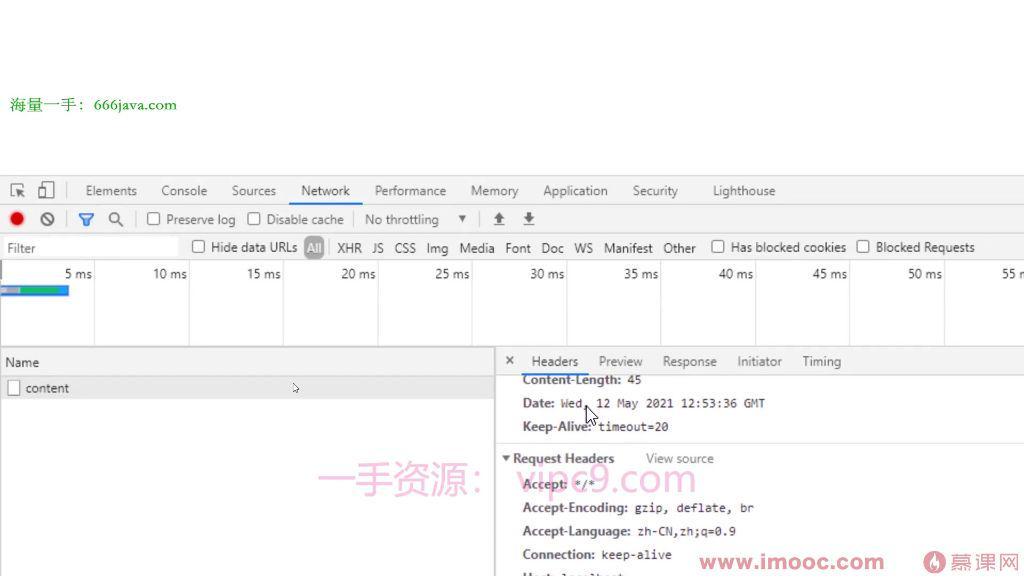 海量一手：666java.com
Elements Console Sources Network Performance Memory Application Security Lighthouse
Preserve log Disable cache No throttling
Filter Hide data URLs All XHR JS CSS Img Media Font Doc WS Manifest Other Has blocked cookies Blocked Requests
5 ms 10 ms 15 ms 20 ms 25 ms 30 ms 35 ms 40 ms 45 ms 50 ms 55 m
Name
content
× Headers Preview Response Initiator Timing
Content-Length: 45
Date: Wed, 12 May 2021 12:53:36 GMT
Keep-Alive: timeout=20
Request Headers View source
一手资源： vipc9.com
Accept: */*
Accept-Encoding: gzip, deflate, br
Accept-Language: zh-CN,zh;q=0.9
Connection: keep-alive
Host: localhost
www.imooc.com 慕课网